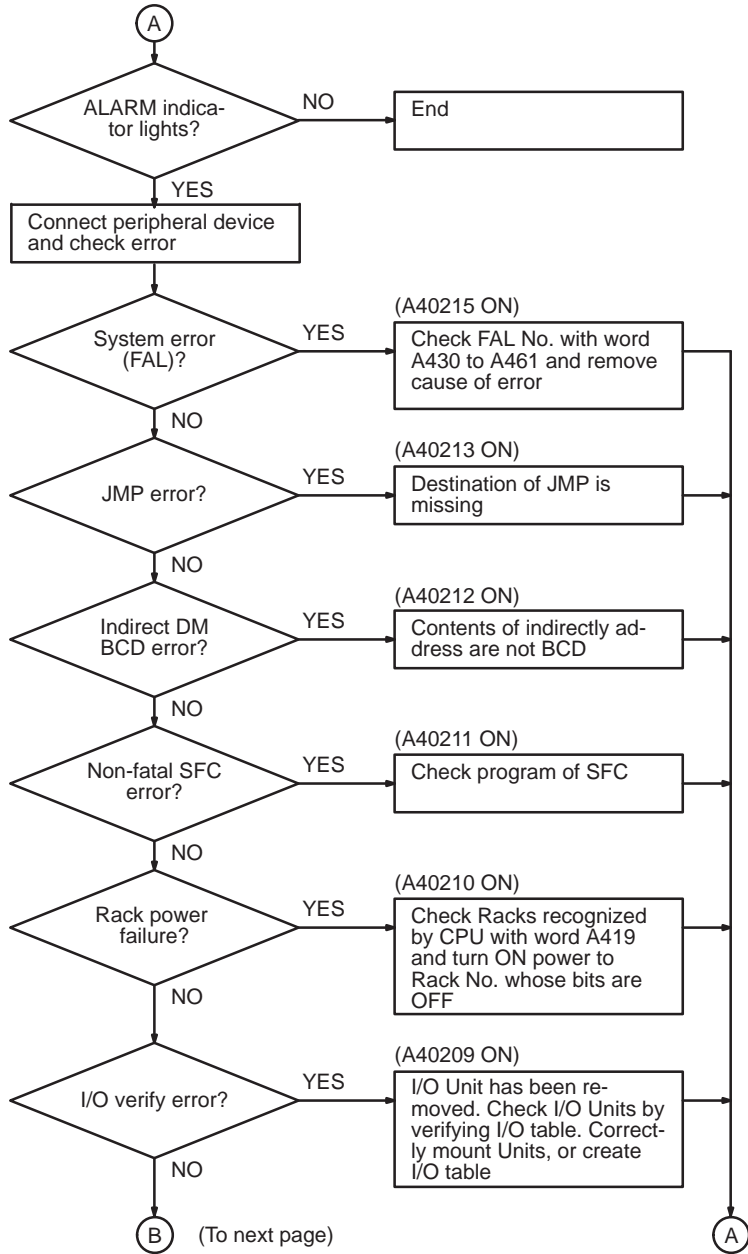 A
ALARM indica-
tor lights?
NO
End
YES
Connect peripheral device
and check error
(A40215 ON)
System error
(FAL)?
YES
Check FAL No. with word
A430 to A461 and remove
cause of error
NO
(A40213 ON)
JMP error?
YES
Destination of JMP is
missing
NO
(A40212 ON)
Indirect DM
BCD error?
YES
Contents of indirectly ad-
dress are not BCD
NO
(A40211 ON)
Non-fatal SFC
error?
YES
Check program of SFC
NO
(A40210 ON)
Rack power
failure?
YES
Check Racks recognized
by CPU with word A419
and turn ON power to
Rack No. whose bits are
OFF
NO
(A40209 ON)
I/O verify error?
YES
I/O Unit has been re-
moved. Check I/O Units by
verifying I/O table. Correct-
ly mount Units, or create
I/O table
NO
B
(To next page)
A